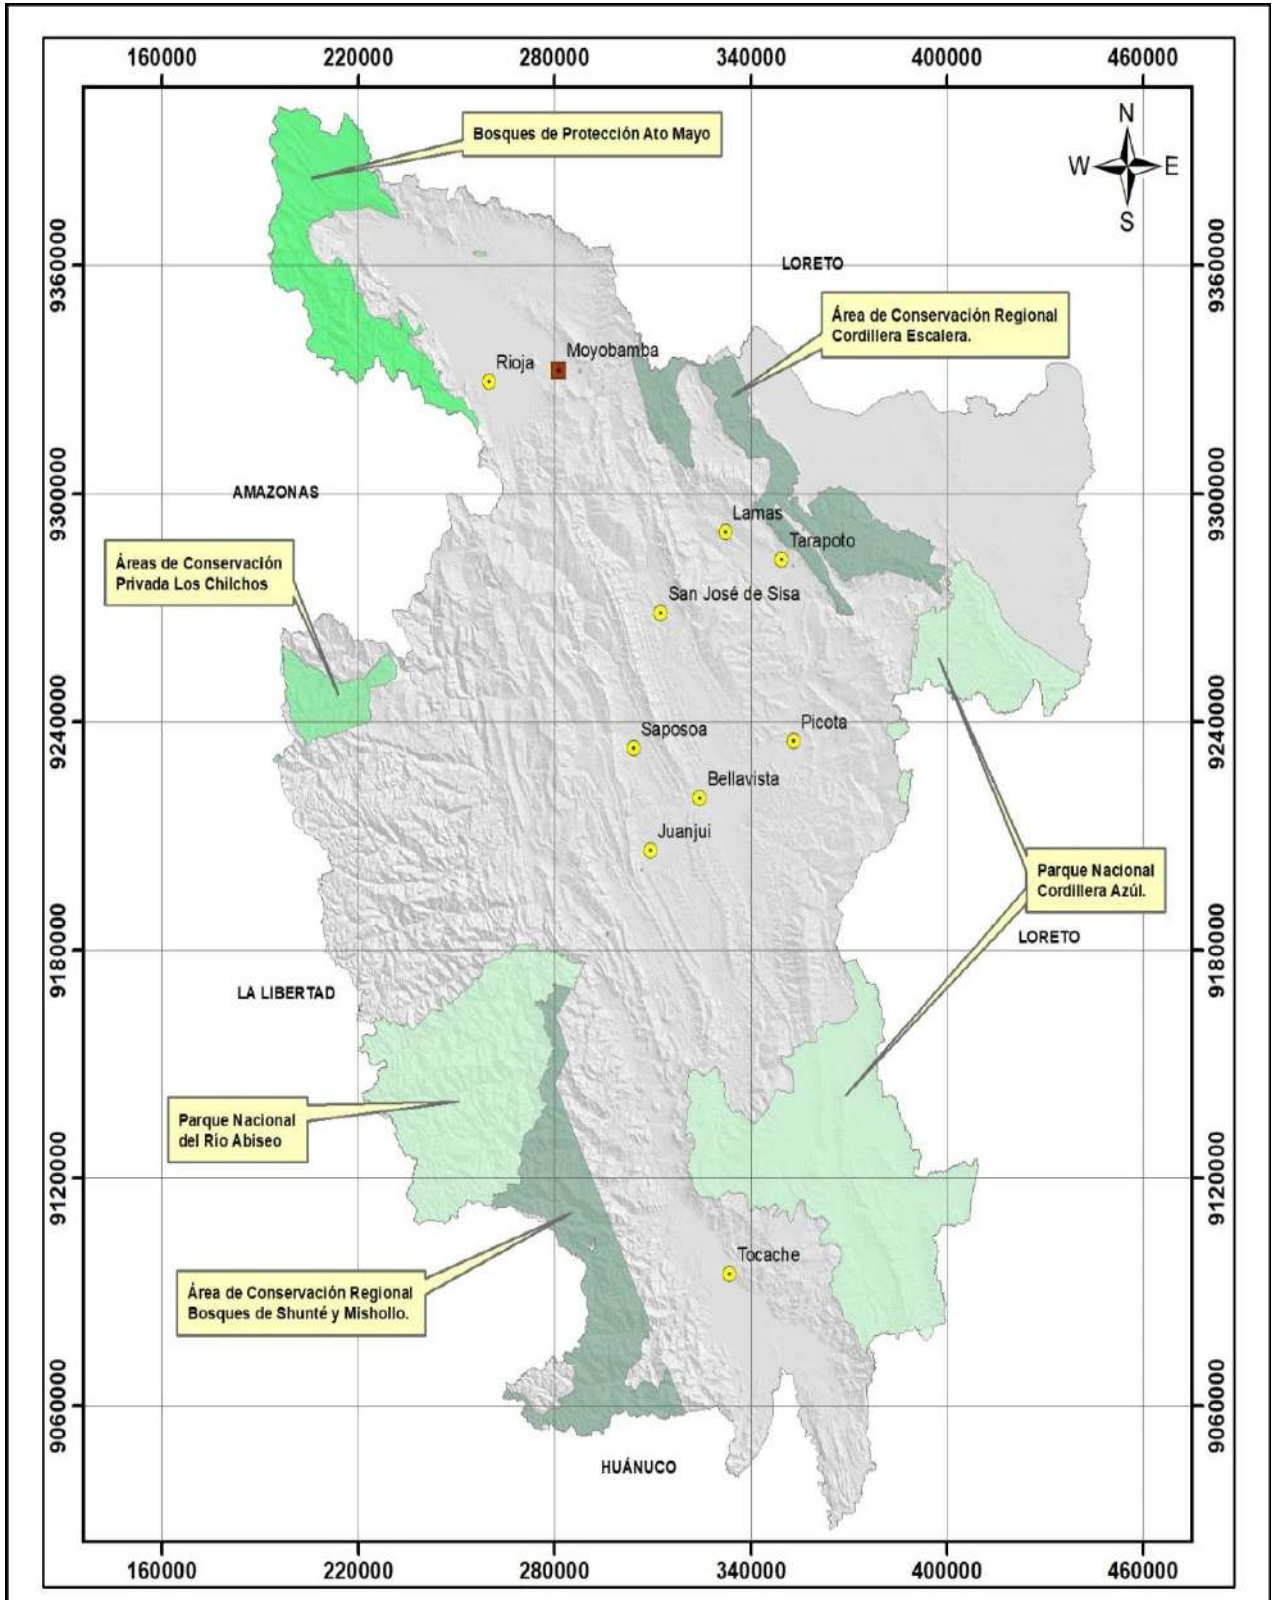 160000 220000 280000 340000 400000 460000
Bosques de Protección Ato Mayo
N
W E
S
9360000
9360000
LORETO
Área de Conservación Regional
Cordillera Escalera.
Moyobamba
Rioja
AMAZONAS
9300000
9300000
Lamas
Tarapoto
Áreas de Conservación
Privada Los Chilchos
San José de Sisa
9240000
9240000
Saposoa
Picota
Bellavista
Juanjui
Parque Nacional
Cordillera Azúl.
LORETO
9180000
9180000
LA LIBERTAD
Parque Nacional
del Río Abiseo
9120000
9120000
Tocache
Área de Conservación Regional
Bosques de Shunté y Mishollo.
9060000
9060000
HUÁNUCO
160000 220000 280000 340000 400000 460000